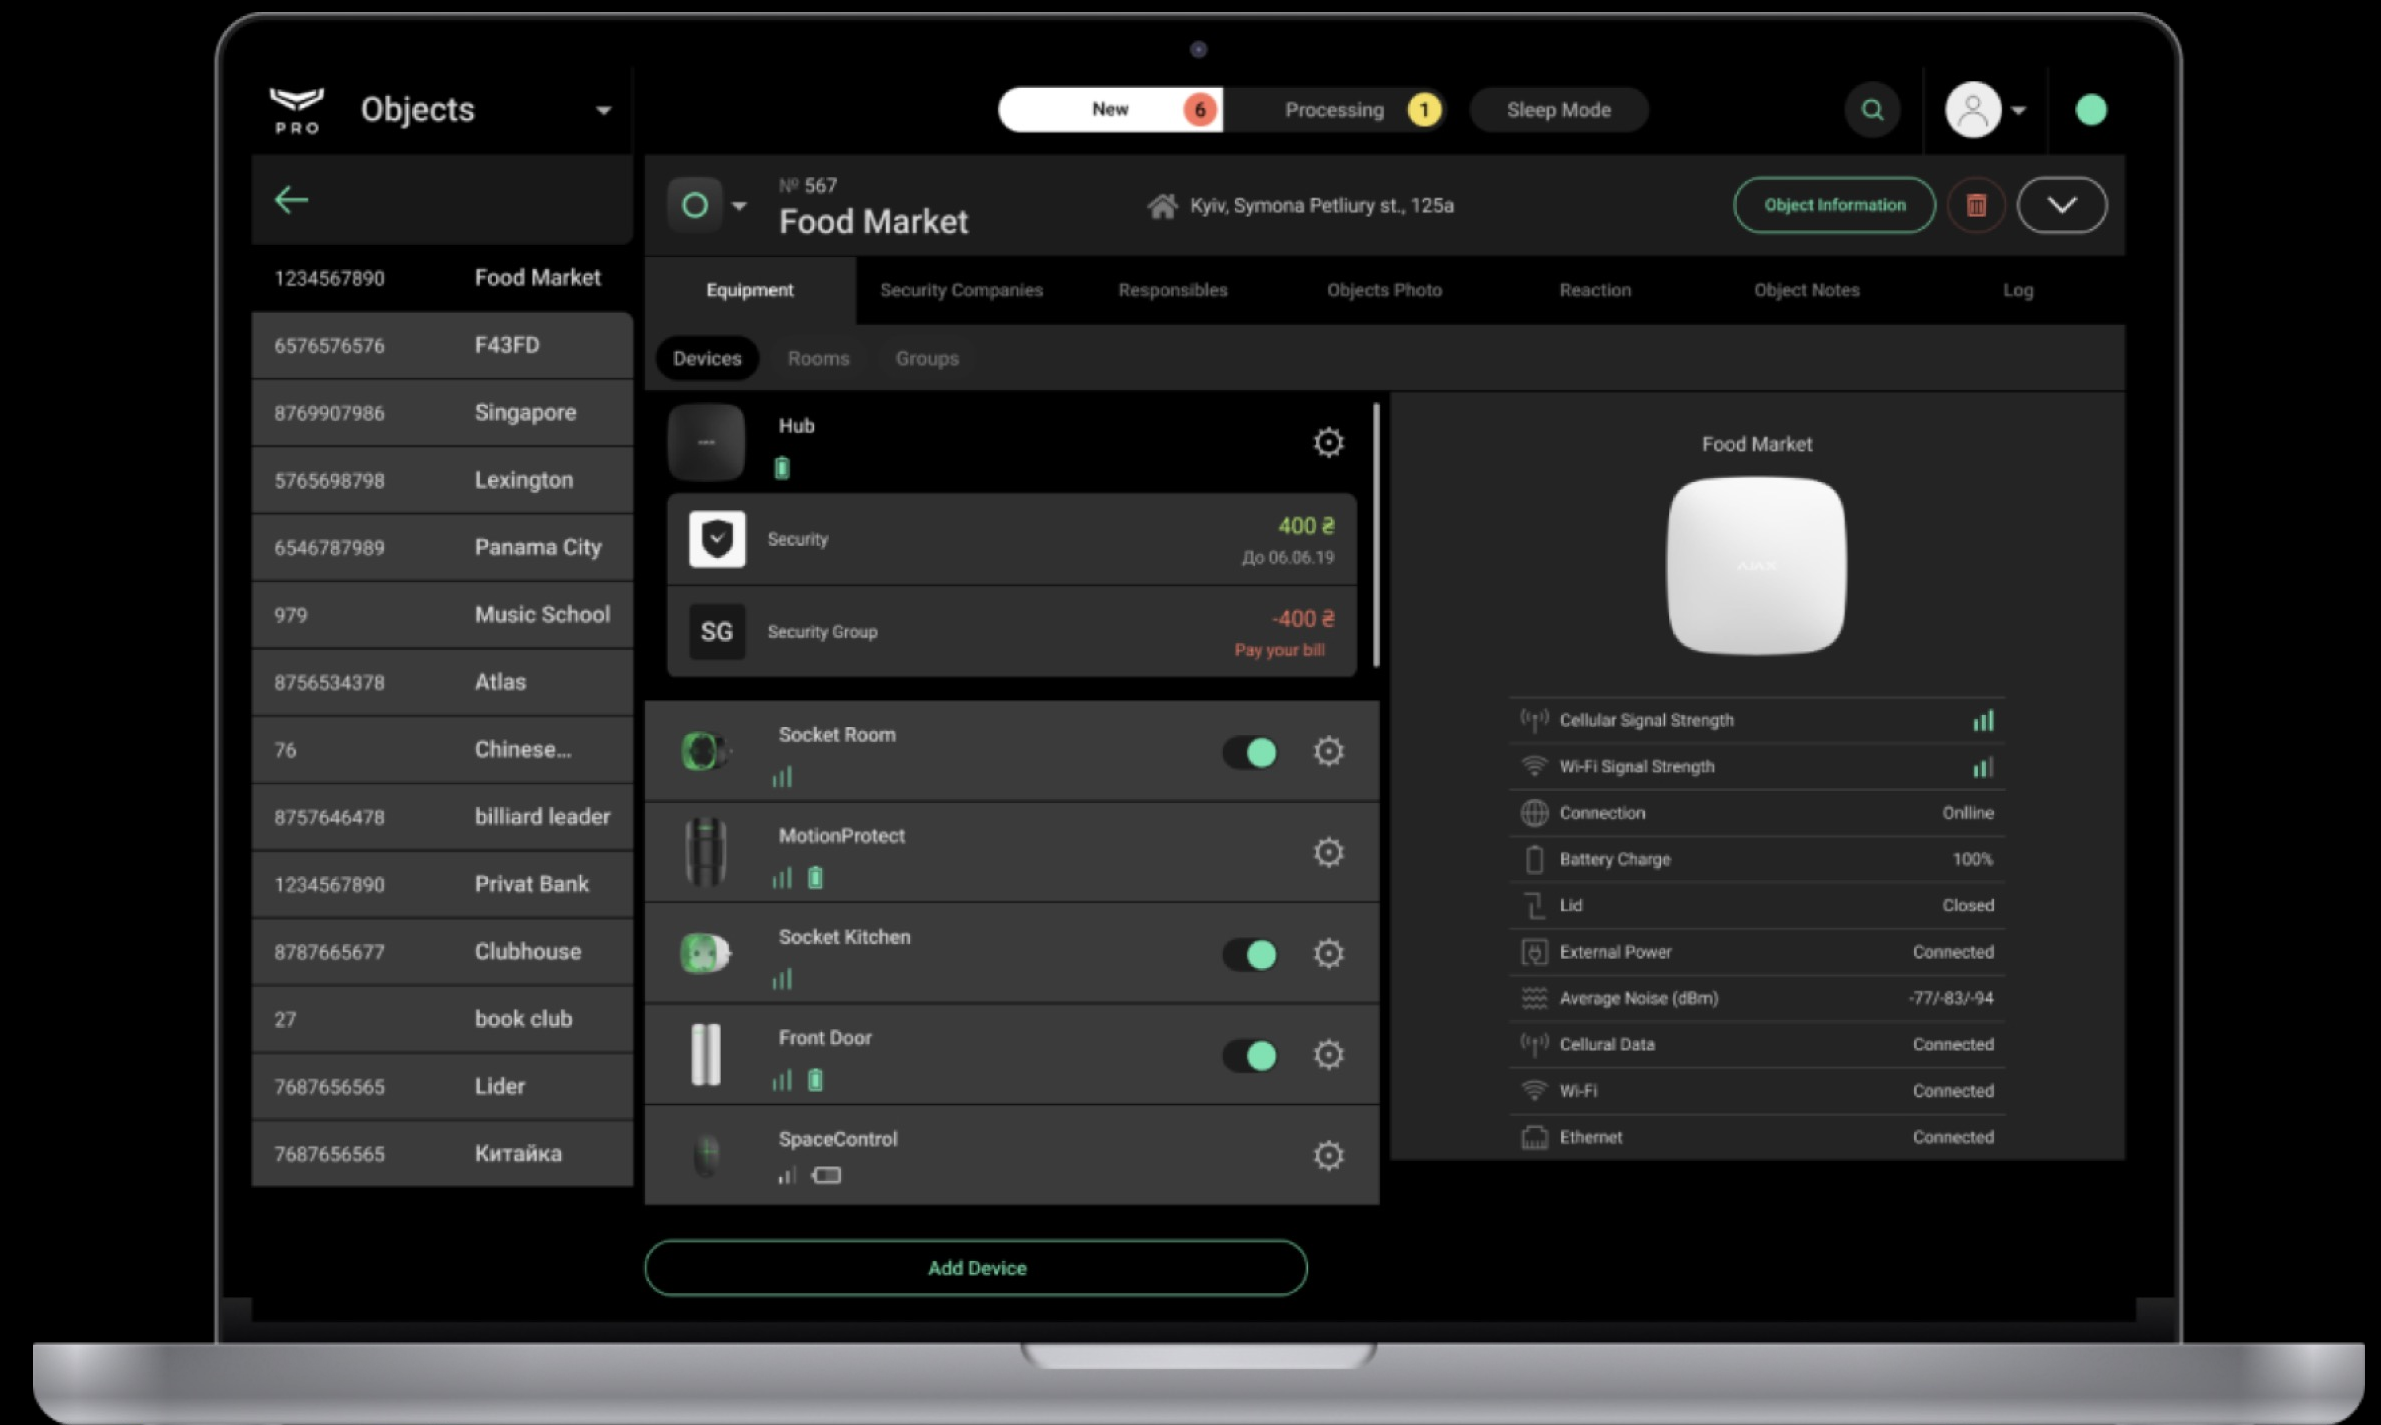 PRO
Objects
New 6
Processing 1
Sleep Mode
№ 567
Food Market
Kyiv, Symona Petliury st., 125a
Object Information
1234567890 Food Market
6576576576 F43FD
8769907986 Singapore
5765698798 Lexington
6546787989 Panama City
979 Music School
8756534378 Atlas
76 Chinese...
8757646478 billiard leader
1234567890 Privat Bank
8787665677 Clubhouse
27 book club
7687656565 Lider
7687656565 Китайка
Equipment
Security Companies
Responsibles
Objects Photo
Reaction
Object Notes
Log
Devices
Rooms
Groups
Hub
Security
400 ₴
До 06.06.19
SG
Security Group
-400 ₴
Pay your bill
Socket Room
MotionProtect
Socket Kitchen
Front Door
SpaceControl
Add Device
Food Market
AJAX
Cellular Signal Strength
Wi-Fi Signal Strength
Connection Onlline
Battery Charge 100%
Lid Closed
External Power Connected
Average Noise (dBm) -77/-83/-94
Cellural Data Connected
Wi-Fi Connected
Ethernet Connected